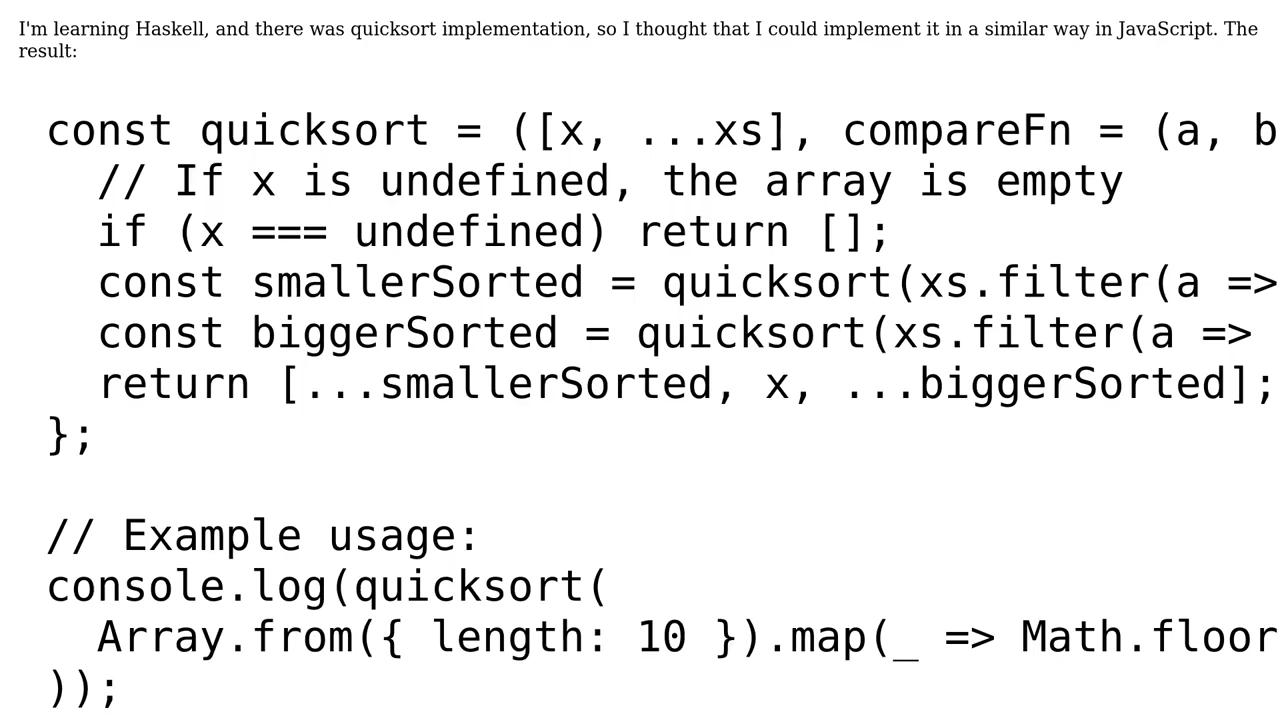 I'm learning Haskell, and there was quicksort implementation, so I thought that I could implement it in a similar way in JavaScript. The
result:
const quicksort = ([x, ...xs], compareFn = (a, b
  // If x is undefined, the array is empty
  if (x === undefined) return [];
  const smallerSorted = quicksort(xs.filter(a =>
  const biggerSorted = quicksort(xs.filter(a =>
  return [...smallerSorted, x, ...biggerSorted];
};
// Example usage:
console.log(quicksort(
  Array.from({ length: 10 }).map(_ => Math.floor
));